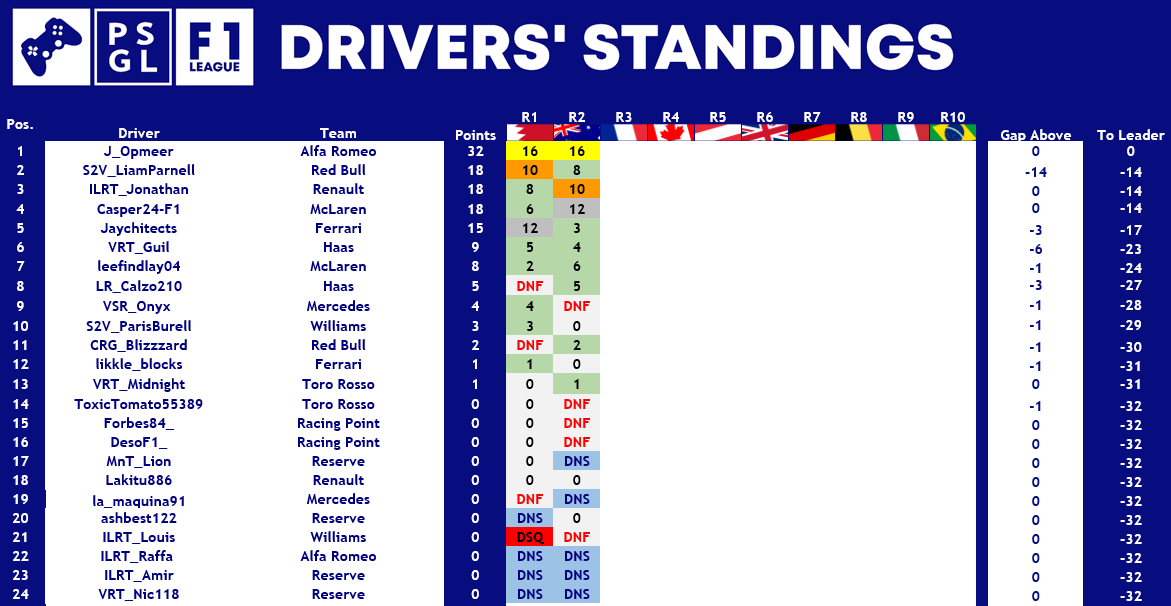 PS GL F1 LEAGUE DRIVERS' STANDINGS
Pos. Driver Team Points R1 R2 R3 R4 R5 R6 R7 R8 R9 R10 Gap Above To Leader
1 J_Opmeer Alfa Romeo 32 16 16 0 0
2 S2V_LiamParnell Red Bull 18 10 8 -14 -14
3 ILRT_Jonathan Renault 18 8 10 0 -14
4 Casper24-F1 McLaren 18 6 12 0 -14
5 Jaychitects Ferrari 15 12 3 -3 -17
6 VRT_Guil Haas 9 5 4 -6 -23
7 leefindlay04 McLaren 8 2 6 -1 -24
8 LR_Calzo210 Haas 5 DNF 5 -3 -27
9 VSR_Onyx Mercedes 4 4 DNF -1 -28
10 S2V_ParisBurell Williams 3 3 0 -1 -29
11 CRG_Blizzzard Red Bull 2 DNF 2 -1 -30
12 likkle_blocks Ferrari 1 1 0 -1 -31
13 VRT_Midnight Toro Rosso 1 0 1 0 -31
14 ToxicTomato55389 Toro Rosso 0 0 DNF -1 -32
15 Forbes84_ Racing Point 0 0 DNF 0 -32
16 DesoF1_ Racing Point 0 0 DNF 0 -32
17 MnT_Lion Reserve 0 0 DNS 0 -32
18 Lakitu886 Renault 0 0 0 0 -32
19 la_maquina91 Mercedes 0 DNF DNS 0 -32
20 ashbest122 Reserve 0 DNS 0 0 -32
21 ILRT_Louis Williams 0 DSQ DNF 0 -32
22 ILRT_Raffa Alfa Romeo 0 DNS DNS 0 -32
23 ILRT_Amir Reserve 0 DNS DNS 0 -32
24 VRT_Nic118 Reserve 0 DNS DNS 0 -32